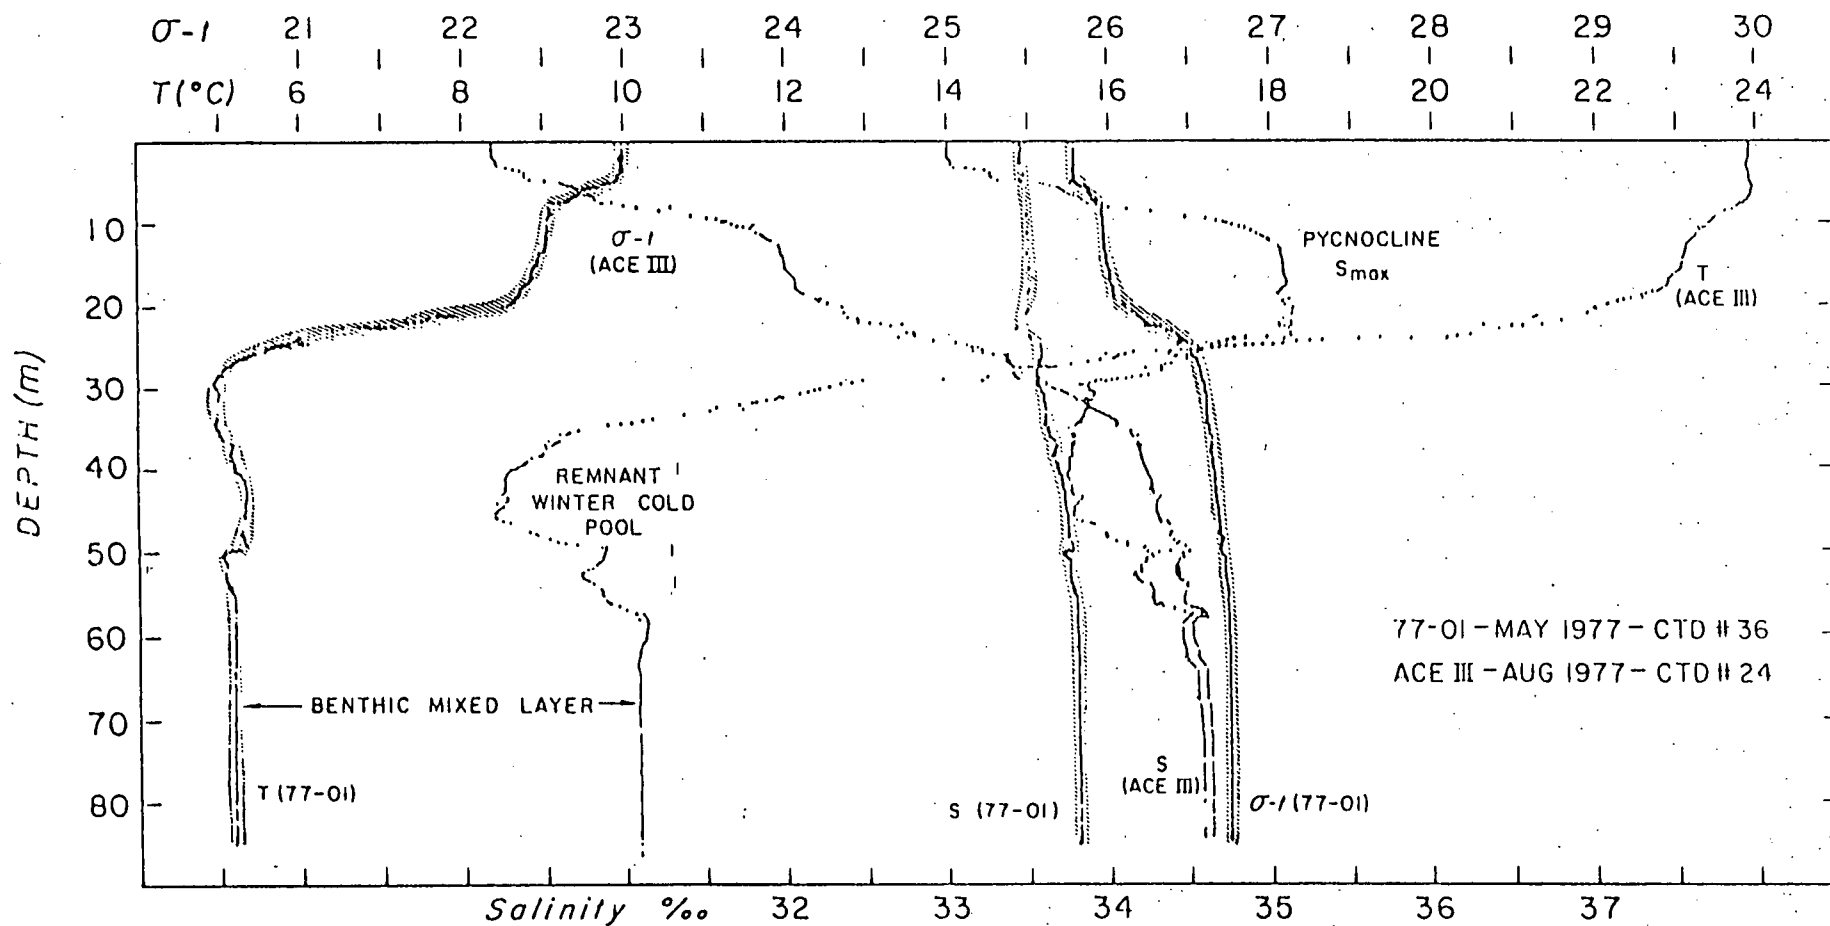 σ-t 21 22 23 24 25 26 27 28 29 30
T(°C) 6 8 10 12 14 16 18 20 22 24
DEPTH (m)
10
20
30
40
50
60
70
80
σ-t
(ACE III)
PYCNOCLINE
Smax
T
(ACE III)
REMNANT
WINTER COLD
POOL
77-01-MAY 1977-CTD #36
ACE III-AUG 1977-CTD #24
BENTHIC MIXED LAYER
T (77-01)
S (77-01)
S
(ACE III)
σ-t (77-01)
Salinity ‰ 32 33 34 35 36 37